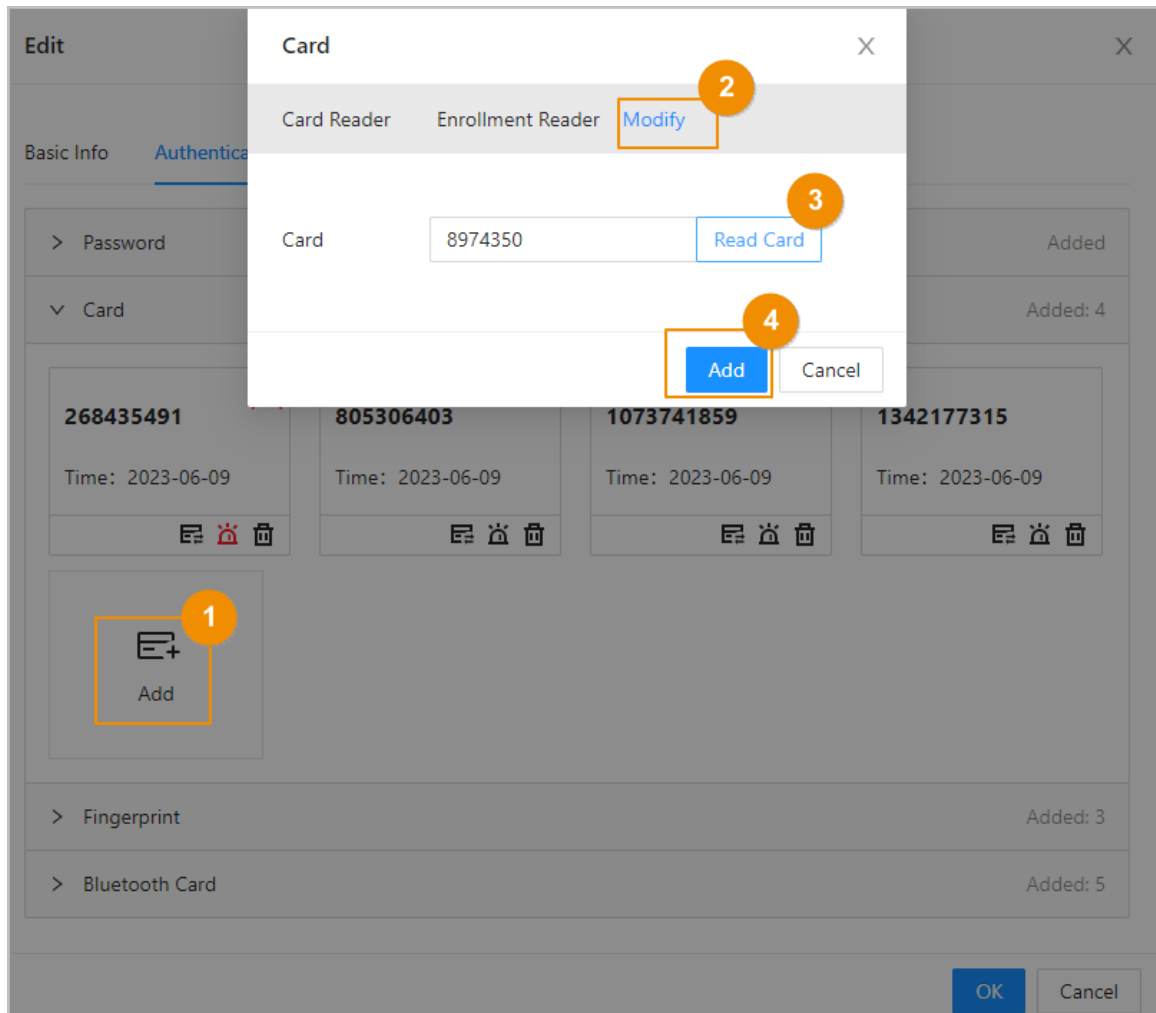 Edit
Card
Card Reader Enrollment Reader Modify
2
Basic Info Authentica
3
Card 8974350 Read Card
> Password Added
Card Added: 4
4
Add Cancel
268435491 805306403 1073741859 1342177315
Time: 2023-06-09 Time: 2023-06-09 Time: 2023-06-09 Time: 2023-06-09
1
Add
> Fingerprint Added: 3
> Bluetooth Card Added: 5
OK Cancel